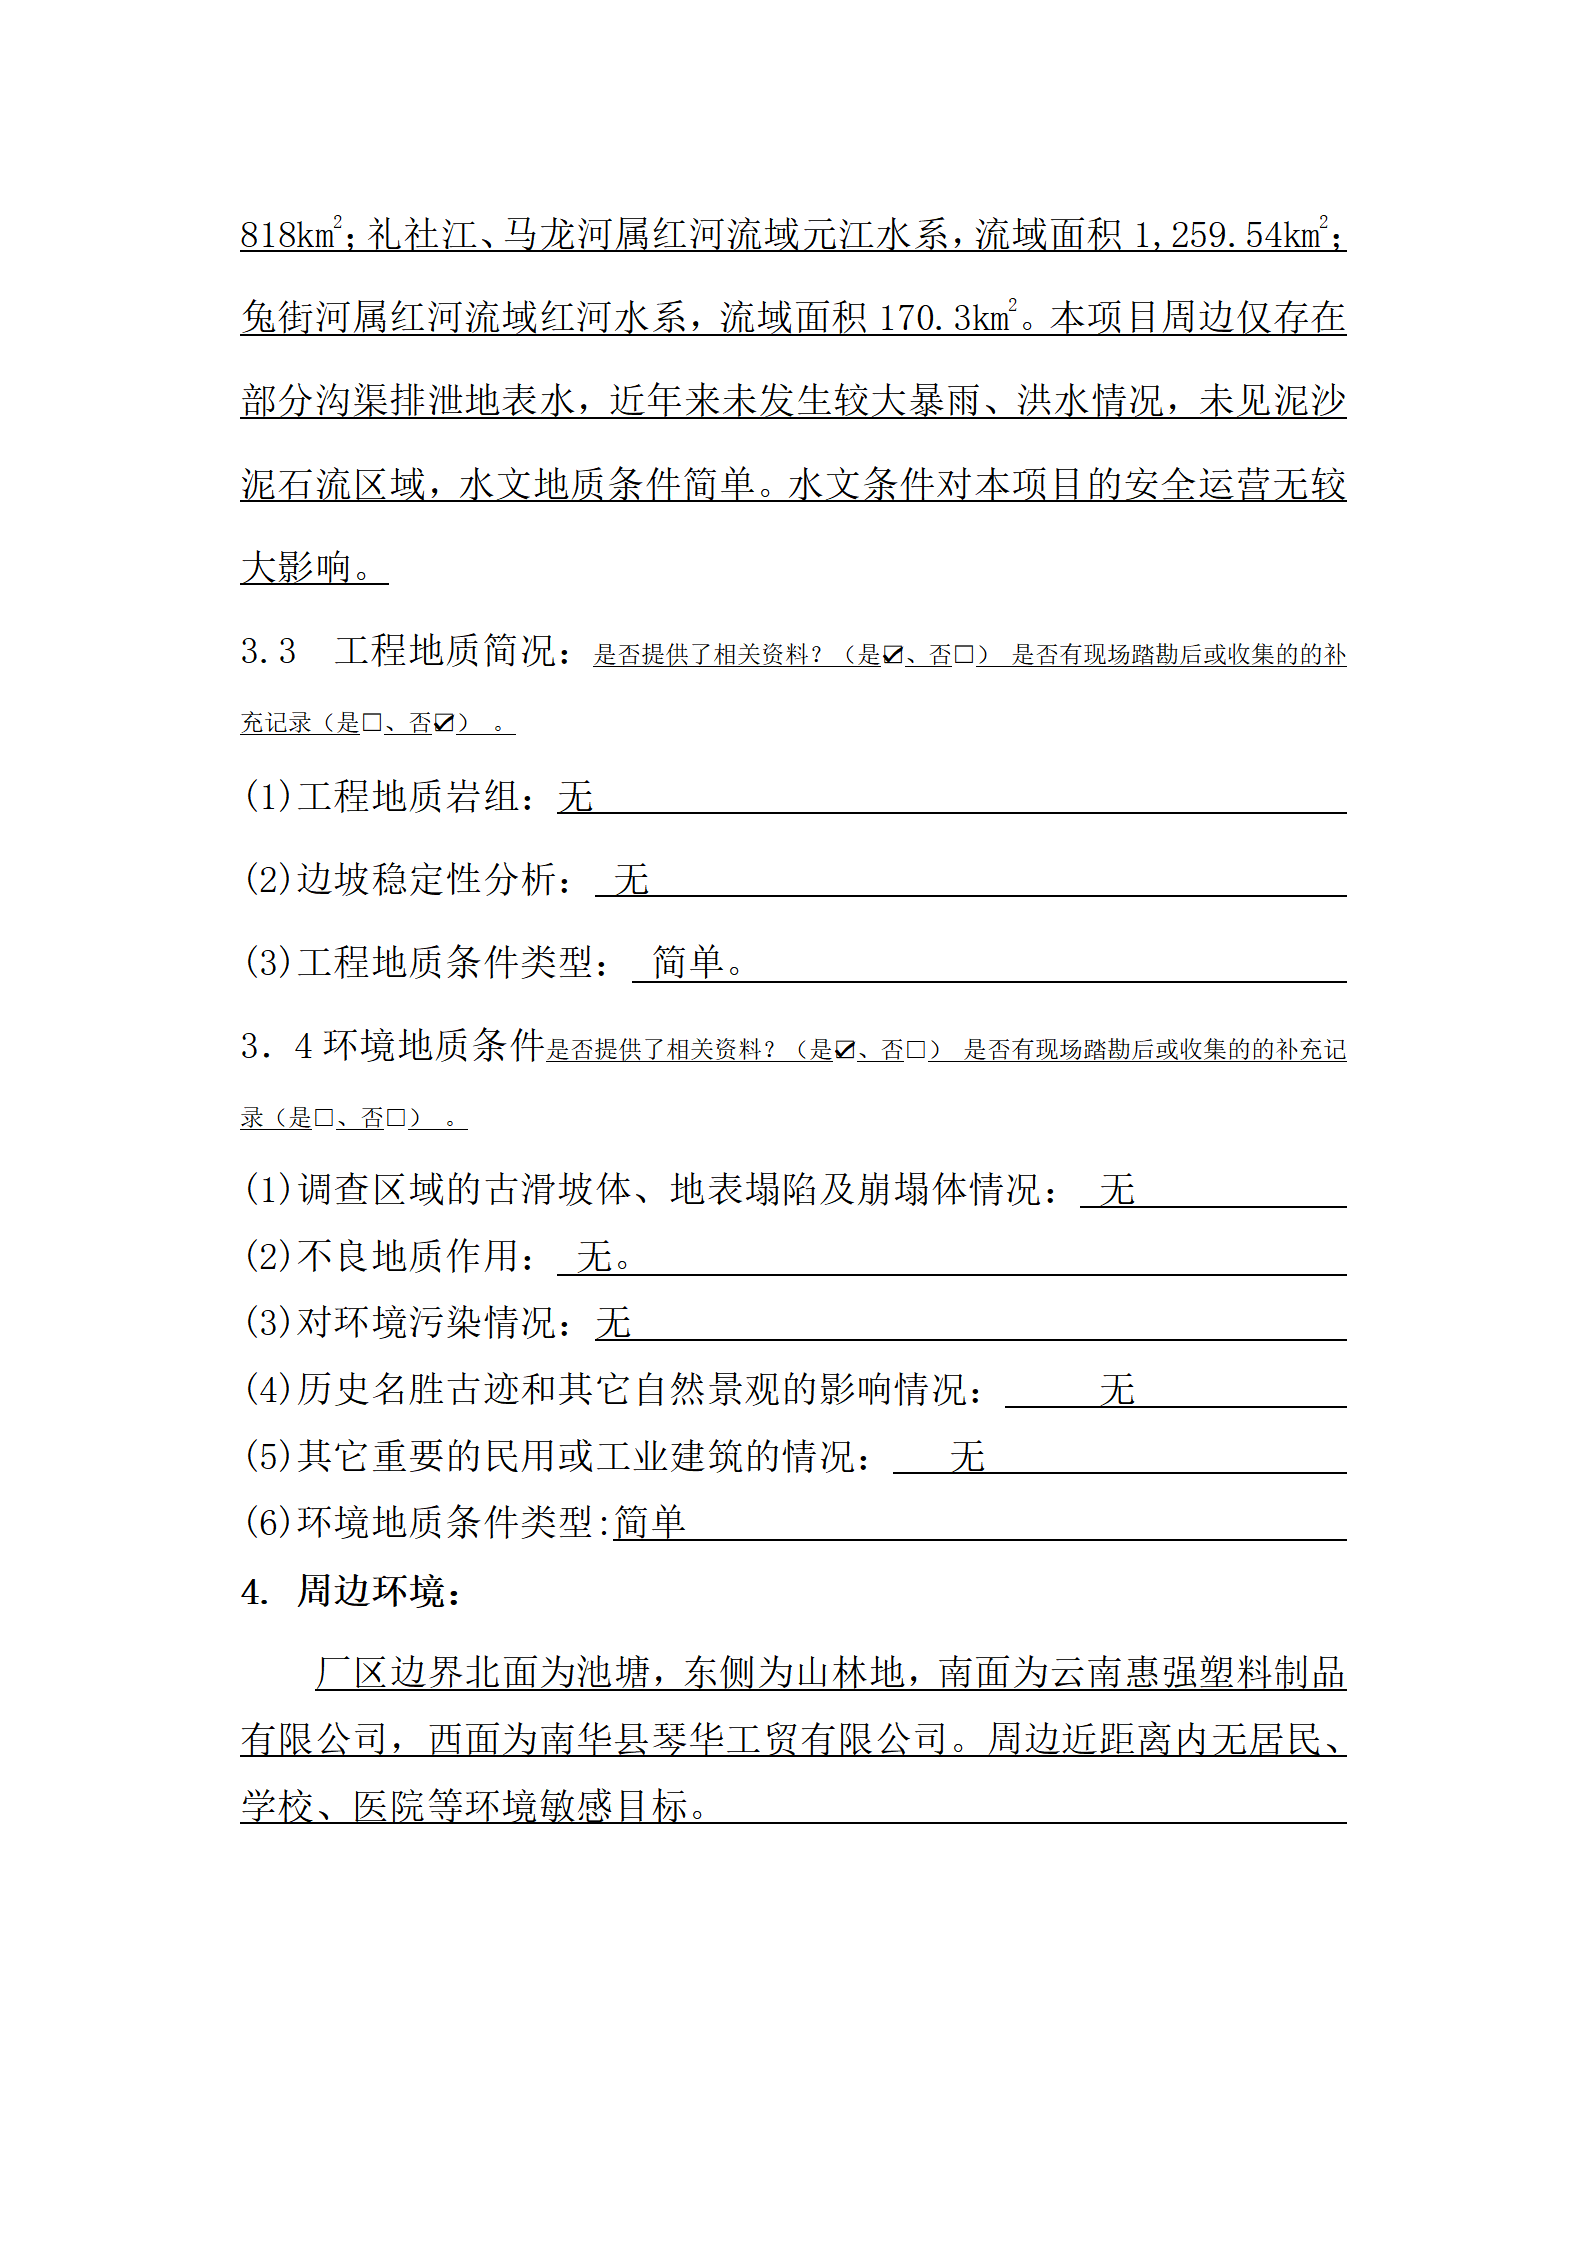 818km²；礼社江、马龙河属红河流域元江水系，流域面积 1,259.54km²；
兔街河属红河流域红河水系，流域面积 170.3km²。本项目周边仅存在
部分沟渠排泄地表水，近年来未发生较大暴雨、洪水情况，未见泥沙
泥石流区域，水文地质条件简单。水文条件对本项目的安全运营无较
大影响。
3.3 工程地质简况：是否提供了相关资料？（是☑、否□） 是否有现场踏勘后或收集的的补
充记录（是□、否☑） 。
(1)工程地质岩组：无
(2)边坡稳定性分析： 无
(3)工程地质条件类型： 简单。
3．4 环境地质条件是否提供了相关资料？（是☑、否□） 是否有现场踏勘后或收集的的补充记
录（是□、否□） 。
(1)调查区域的古滑坡体、地表塌陷及崩塌体情况： 无
(2)不良地质作用： 无。
(3)对环境污染情况：无
(4)历史名胜古迹和其它自然景观的影响情况： 无
(5)其它重要的民用或工业建筑的情况： 无
(6)环境地质条件类型:简单
4. 周边环境：
厂区边界北面为池塘，东侧为山林地，南面为云南惠强塑料制品
有限公司，西面为南华县琴华工贸有限公司。周边近距离内无居民、
学校、医院等环境敏感目标。